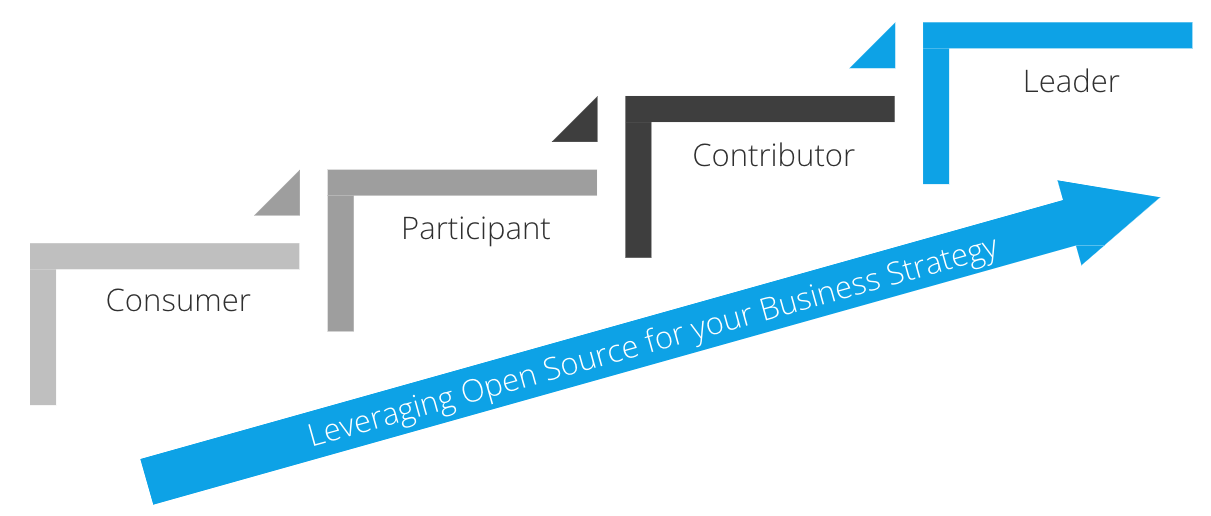 Leader
Contributor
Participant
Consumer
Leveraging Open Source for your Business Strategy